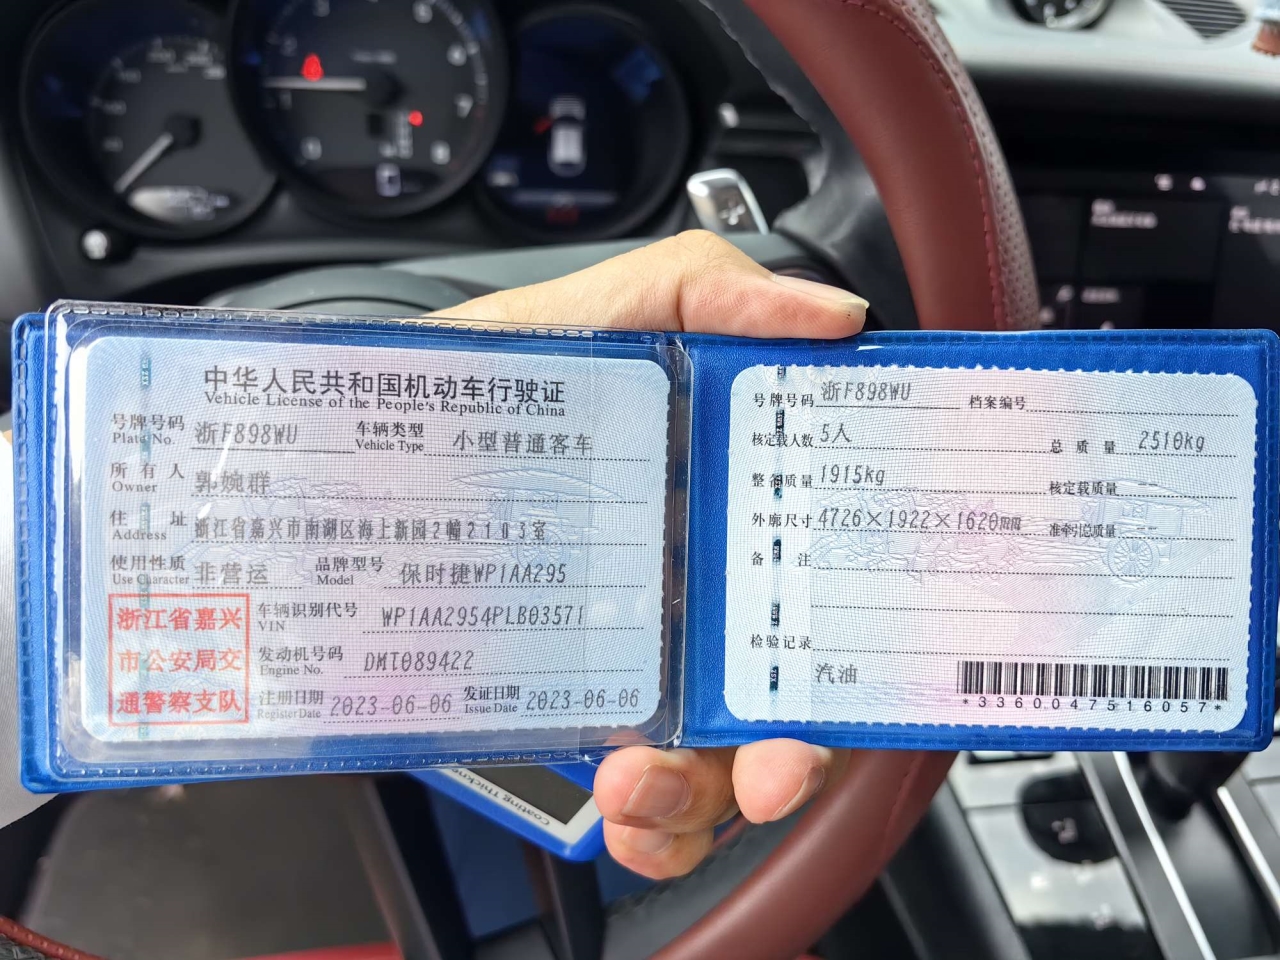 中华人民共和国机动车行驶证
Vehicle License of the People's Republic of China
号牌号码 浙F898WU 车辆类型 小型普通客车
Plate No. Vehicle Type
所有人 郭婉群
Owner
住址 浙江省嘉兴市南湖区海上新园2幢2103室
Address
使用性质 非营运 品牌型号 保时捷WP1AA295
Use Character Model
浙江省嘉兴市公安局交通警察支队
车辆识别代号 WP1AA2954PLB03571
VIN
发动机号码 DMT089422
Engine No.
注册日期 2023-06-06 发证日期 2023-06-06
Register Date Issue Date
号牌号码 浙F898WU 档案编号
核定载人数 5人 总质量 2510kg
整备质量 1915kg 核定载质量 --
外廓尺寸 4726×1922×1620mm 准牵引总质量 --
备注
检验记录
汽油
*3360047516057*
Coating Thickne